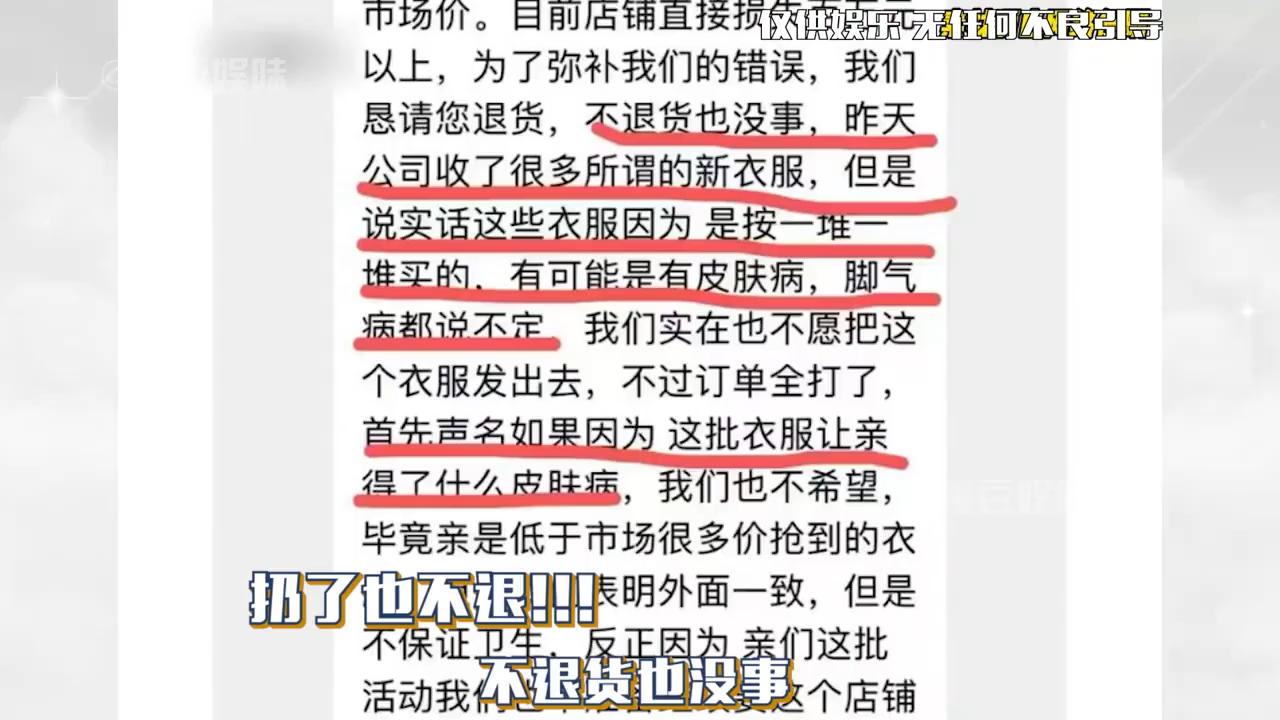 市场价。目前店铺直接损失
仅供娱乐 无任何不良引导
娱味
以上，为了弥补我们的错误，我们
恳请您退货，不退货也没事，昨天
公司收了很多所谓的新衣服，但是
说实话这些衣服因为 是按一堆一
堆买的，有可能是有皮肤病，脚气
病都说不定，我们实在也不愿把这
个衣服发出去，不过订单全打了，
首先声名如果因为 这批衣服让亲
得了什么皮肤病，我们也不希望，
毕竟亲是低于市场很多价抢到的衣
表明外面一致，但是
扔了也不退!!!
不保证卫生，反正因为 亲们这批
活动我们
这个店铺
不退货也没事